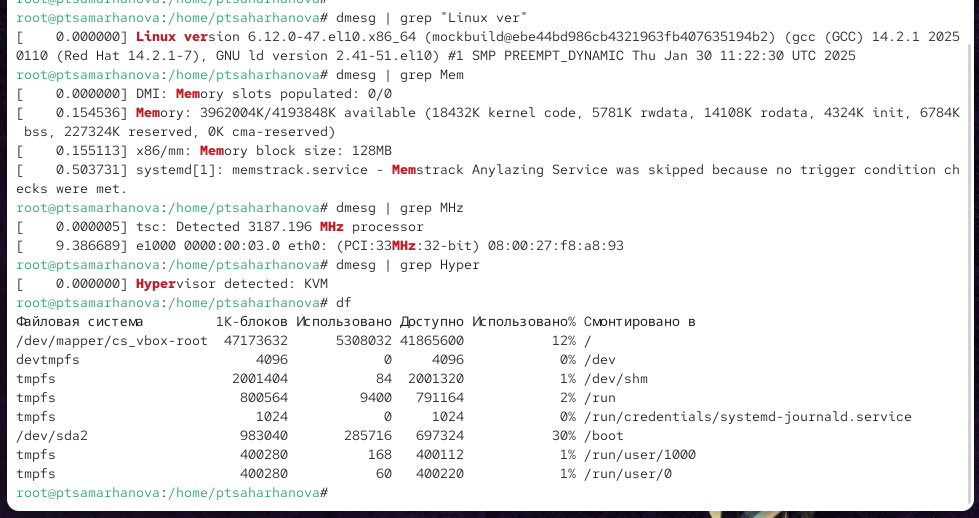 root@ptsamarhanova:/home/ptsaharhanova# dmesg | grep "Linux ver"
[    0.000000] Linux version 6.12.0-47.el10.x86_64 (mockbuild@ebe44bd986cb4321963fb407635194b2) (gcc (GCC) 14.2.1 2025
0110 (Red Hat 14.2.1-7), GNU ld version 2.41-51.el10) #1 SMP PREEMPT_DYNAMIC Thu Jan 30 11:22:30 UTC 2025
root@ptsamarhanova:/home/ptsaharhanova# dmesg | grep Mem
[    0.000000] DMI: Memory slots populated: 0/0
[    0.154536] Memory: 3962004K/4193848K available (18432K kernel code, 5781K rwdata, 14108K rodata, 4324K init, 6784K
 bss, 227324K reserved, 0K cma-reserved)
[    0.155113] x86/mm: Memory block size: 128MB
[    0.503731] systemd[1]: memstrack.service - Memstrack Anylazing Service was skipped because no trigger condition ch
ecks were met.
root@ptsamarhanova:/home/ptsaharhanova# dmesg | grep MHz
[    0.000005] tsc: Detected 3187.196 MHz processor
[    9.386689] e1000 0000:00:03.0 eth0: (PCI:33MHz:32-bit) 08:00:27:f8:a8:93
root@ptsamarhanova:/home/ptsaharhanova# dmesg | grep Hyper
[    0.000000] Hypervisor detected: KVM
root@ptsamarhanova:/home/ptsaharhanova# df
Файловая система         1K-блоков Использовано Доступно Использовано% Смонтировано в
/dev/mapper/cs_vbox-root  47173632      5308032 41865600           12% /
devtmpfs                      4096            0     4096            0% /dev
tmpfs                      2001404           84  2001320            1% /dev/shm
tmpfs                       800564         9400   791164            2% /run
tmpfs                         1024            0     1024            0% /run/credentials/systemd-journald.service
/dev/sda2                   983040       285716   697324           30% /boot
tmpfs                       400280          168   400112            1% /run/user/1000
tmpfs                       400280           60   400220            1% /run/user/0
root@ptsamarhanova:/home/ptsaharhanova#